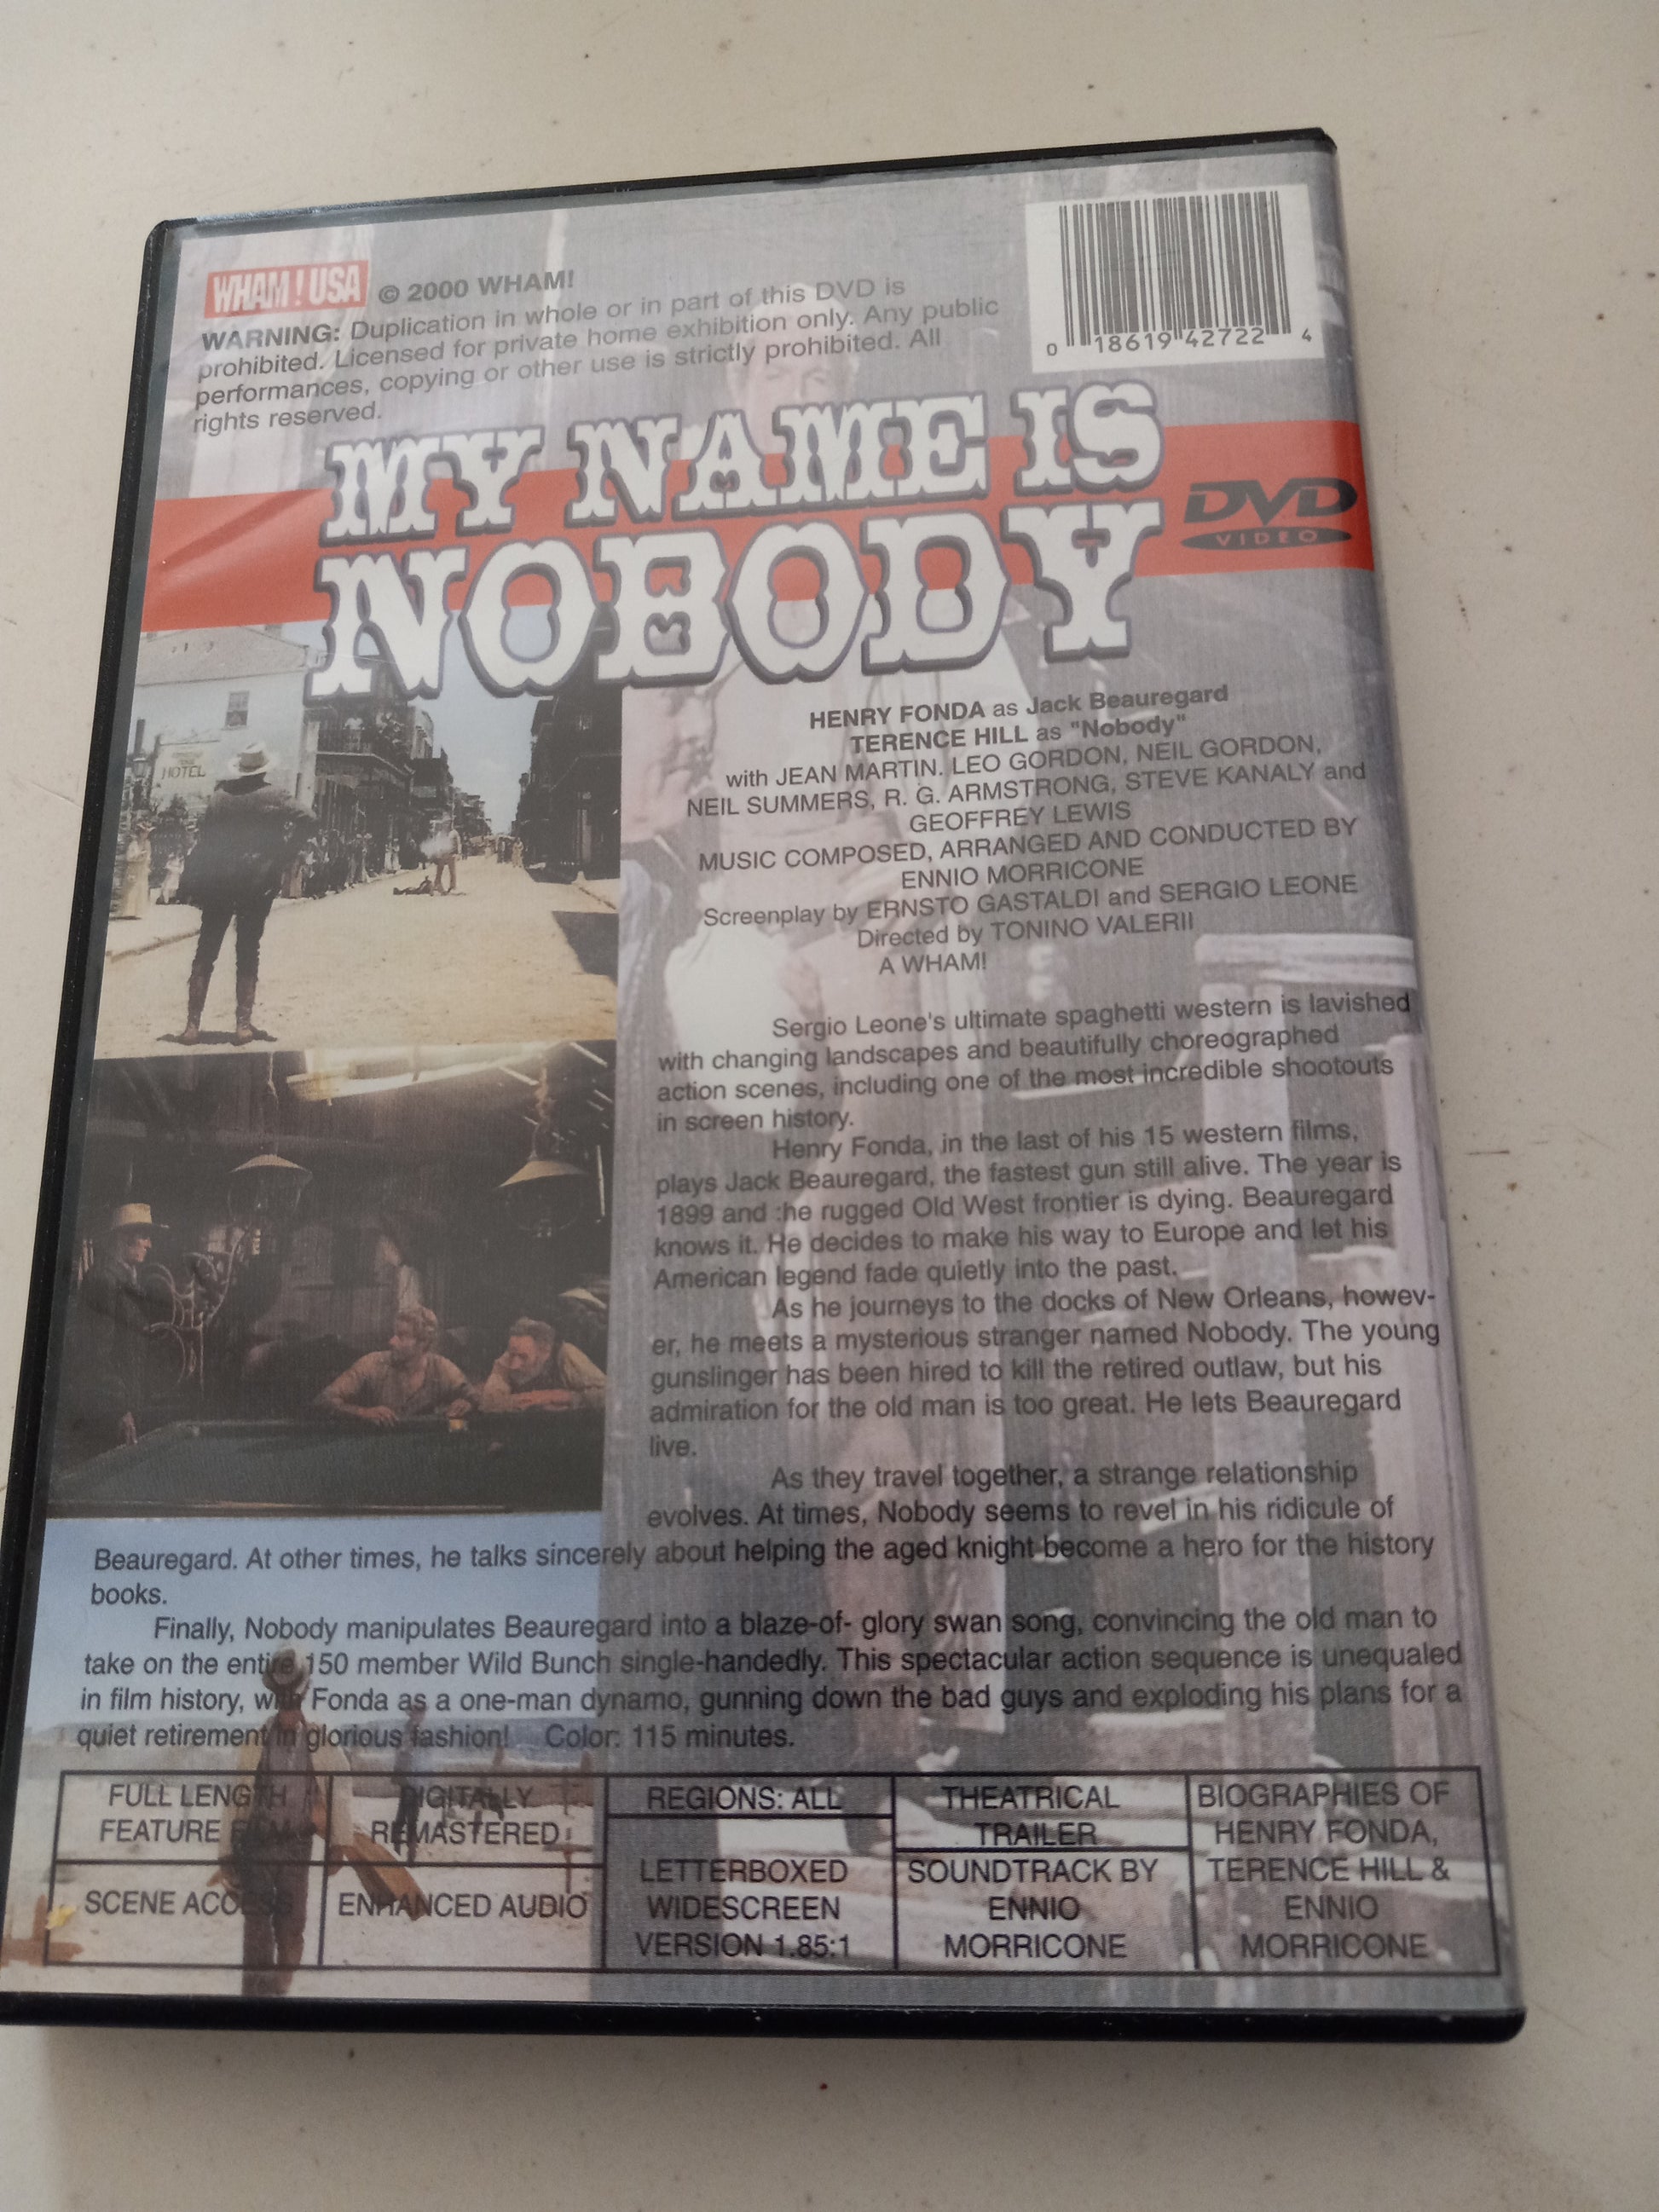 WHAM!USA © 2000 WHAM!
WARNING: Duplication in whole or in part of this DVD is
prohibited. Licensed for private home exhibition only. Any public
performances, copying or other use is strictly prohibited. All
rights reserved.
0 18619 42722 4
MY NAME IS
NOBODY
DVD
VIDEO
HOTEL
HENRY FONDA as Jack Beauregard
TERENCE HILL as "Nobody"
with JEAN MARTIN. LEO GORDON, NEIL GORDON,
NEIL SUMMERS, R. G. ARMSTRONG, STEVE KANALY and
GEOFFREY LEWIS
MUSIC COMPOSED, ARRANGED AND CONDUCTED BY
ENNIO MORRICONE
Screenplay by ERNSTO GASTALDI and SERGIO LEONE
Directed by TONINO VALERII
A WHAM!
Sergio Leone's ultimate spaghetti western is lavished
with changing landscapes and beautifully choreographed
action scenes, including one of the most incredible shootouts
in screen history.
Henry Fonda, in the last of his 15 western films,
plays Jack Beauregard, the fastest gun still alive. The year is
1899 and :he rugged Old West frontier is dying. Beauregard
knows it. He decides to make his way to Europe and let his
American legend fade quietly into the past.
As he journeys to the docks of New Orleans, howev-
er, he meets a mysterious stranger named Nobody. The young
gunslinger has been hired to kill the retired outlaw, but his
admiration for the old man is too great. He lets Beauregard
live.
As they travel together, a strange relationship
evolves. At times, Nobody seems to revel in his ridicule of
Beauregard. At other times, he talks sincerely about helping the aged knight become a hero for the history
books.
Finally, Nobody manipulates Beauregard into a blaze-of- glory swan song, convincing the old man to
take on the entire 150 member Wild Bunch single-handedly. This spectacular action sequence is unequaled
in film history, with Fonda as a one-man dynamo, gunning down the bad guys and exploding his plans for a
quiet retirement in glorious fashion! Color: 115 minutes.
FULL LENGTH
FEATURE FILM
SCENE ACCESS
DIGITALLY
REMASTERED
ENHANCED AUDIO
REGIONS: ALL
LETTERBOXED
WIDESCREEN
VERSION 1.85:1
THEATRICAL
TRAILER
SOUNDTRACK BY
ENNIO
MORRICONE
BIOGRAPHIES OF
HENRY FONDA,
TERENCE HILL &
ENNIO
MORRICONE